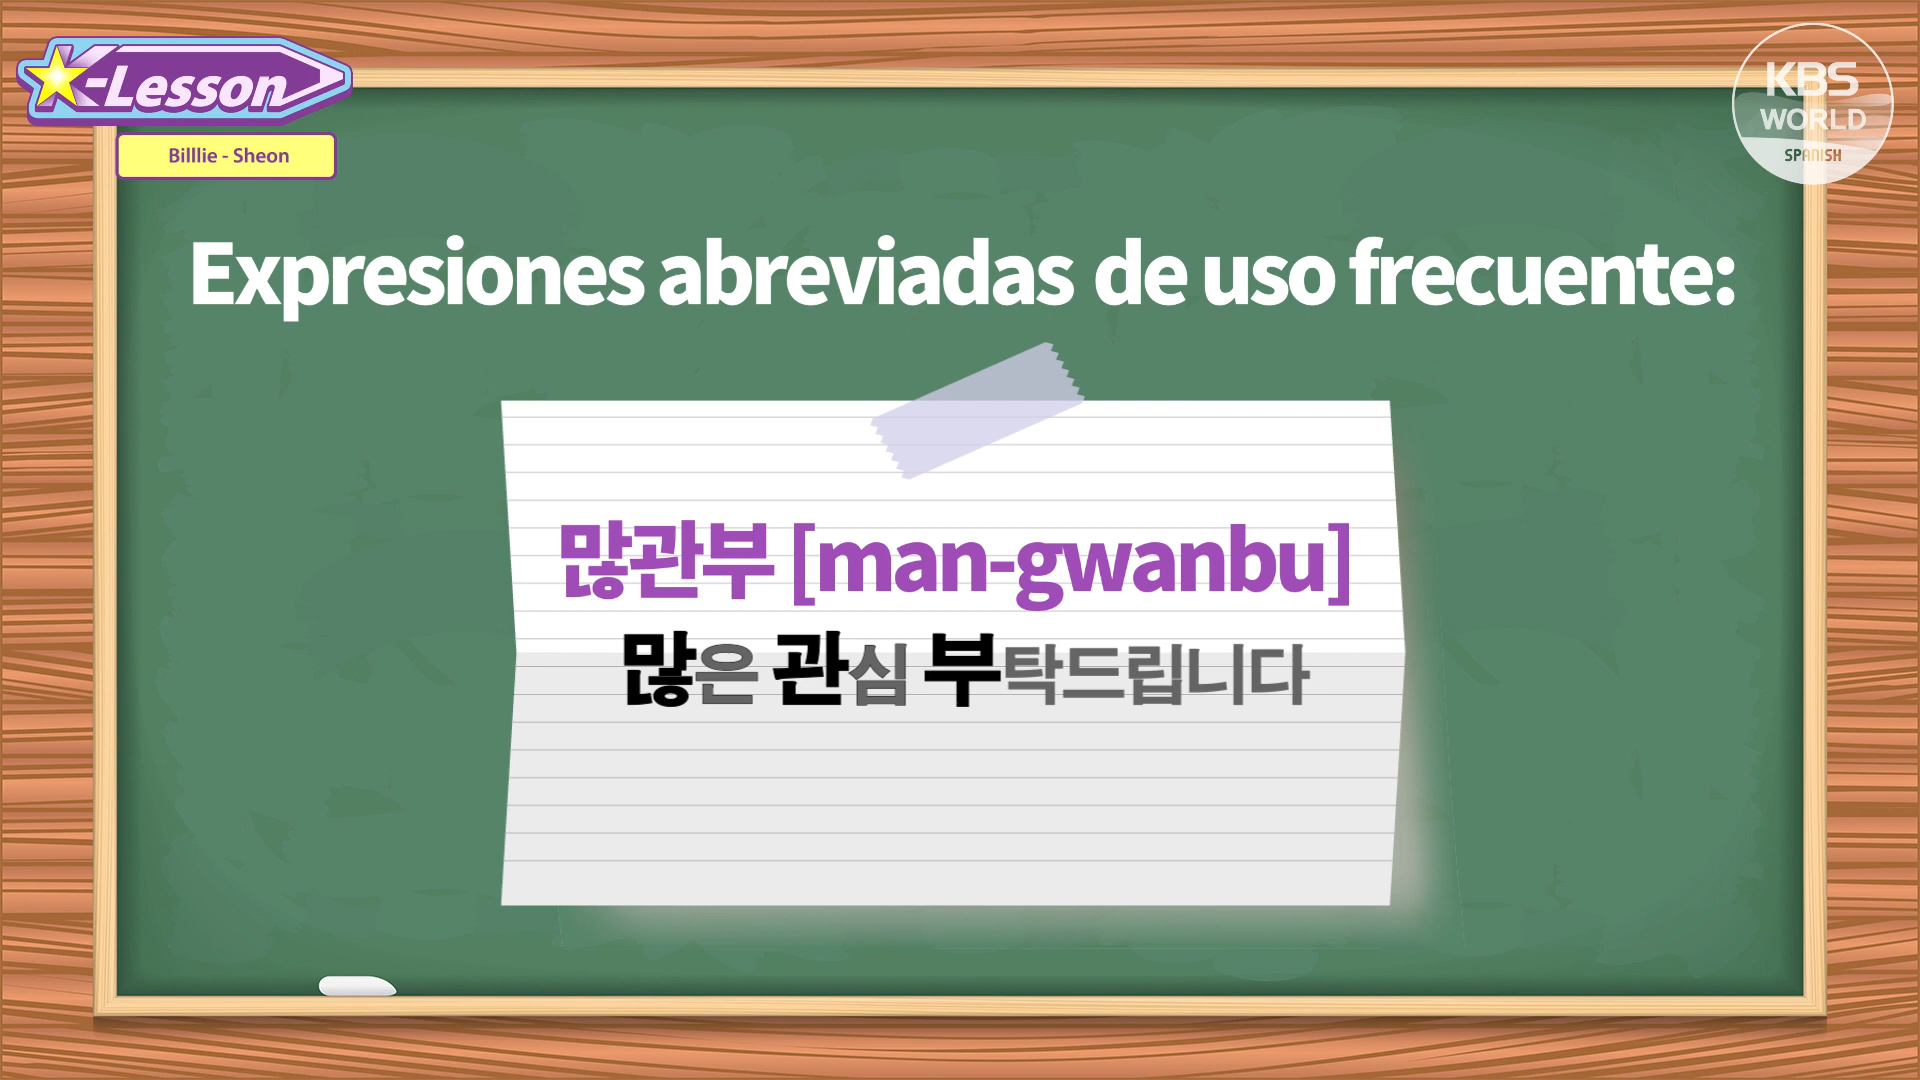 K-Lesson
Billlie - Sheon
KBS
WORLD
SPANISH
Expresiones abreviadas de uso frecuente:
많관부 [man-gwanbu]
많은 관심 부탁드립니다